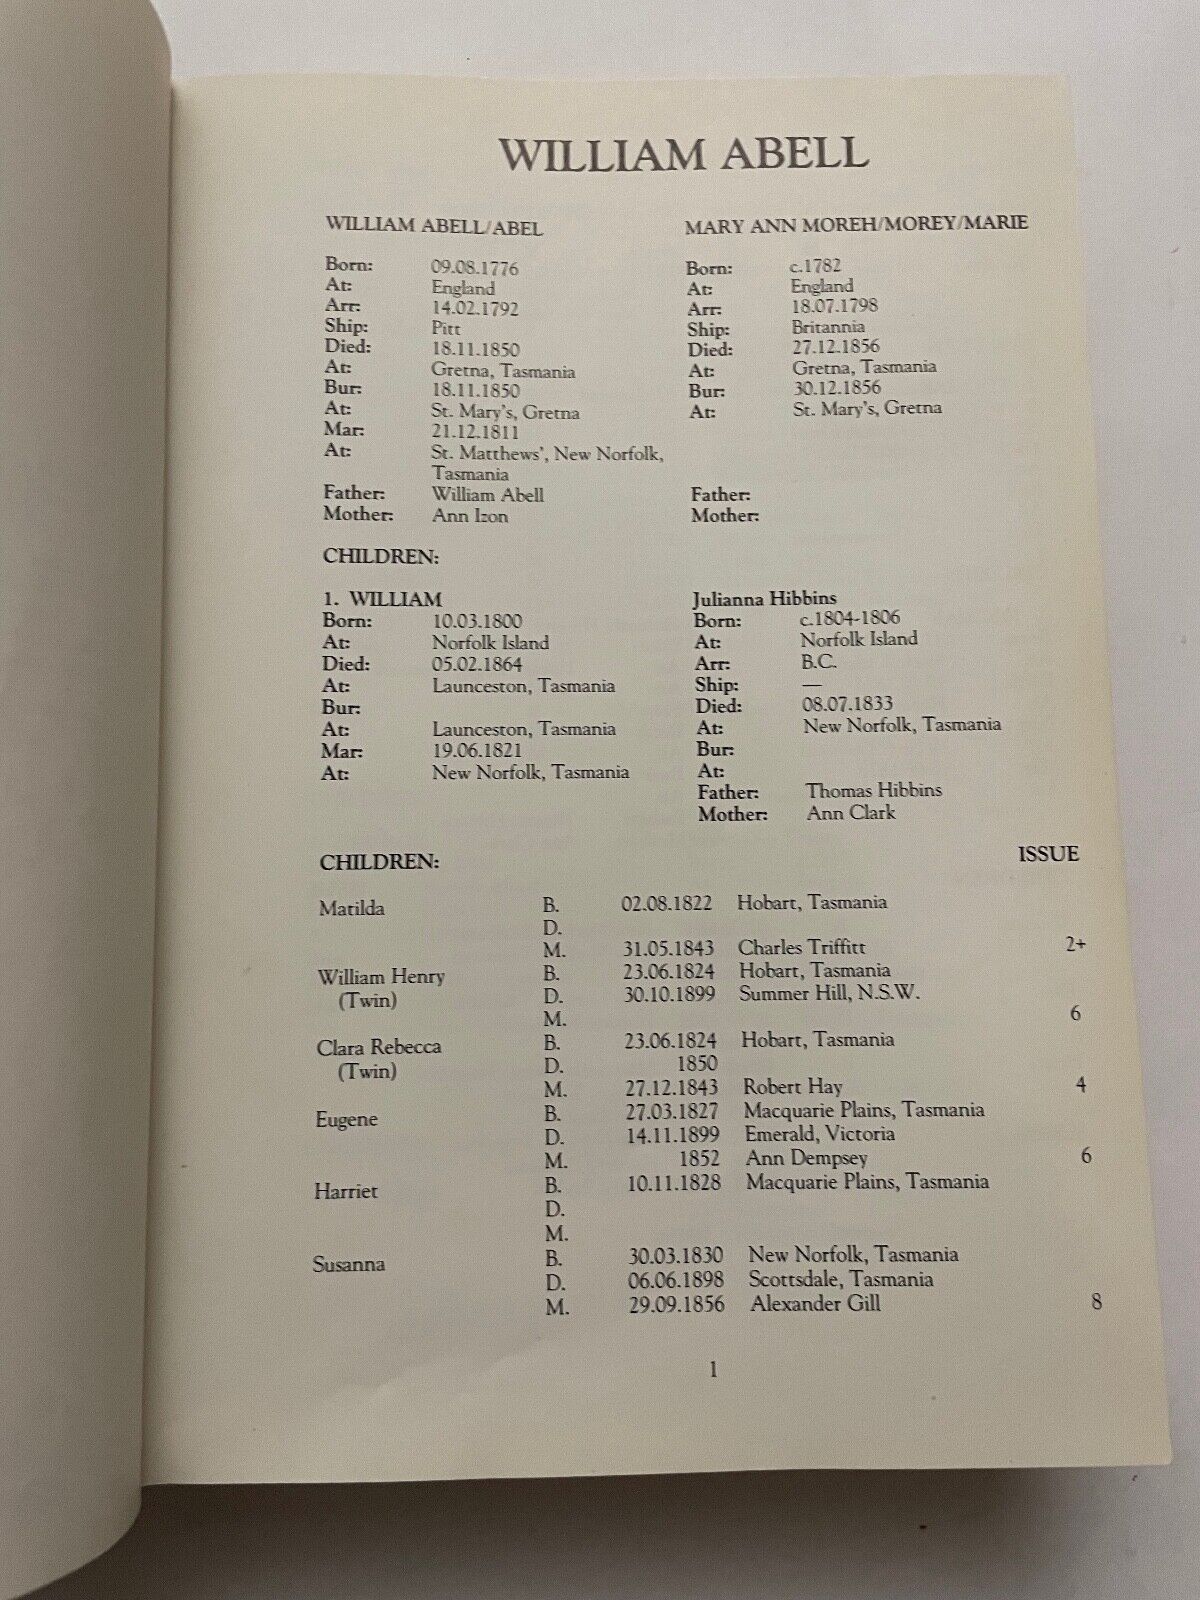 WILLIAM ABELL
WILLIAM ABELL/ABEL
Born: 09.08.1776
At: England
Arr: 14.02.1792
Ship: Pitt
Died: 18.11.1850
At: Gretna, Tasmania
Bur: 18.11.1850
At: St. Mary's, Gretna
Mar: 21.12.1811
At: St. Matthews', New Norfolk,
Tasmania
Father: William Abell
Mother: Ann Izon
MARY ANN MOREH/MOREY/MARIE
Born: c.1782
At: England
Arr: 18.07.1798
Ship: Britannia
Died: 27.12.1856
At: Gretna, Tasmania
Bur: 30.12.1856
At: St. Mary's, Gretna
Father:
Mother:
CHILDREN:
1. WILLIAM
Born: 10.03.1800
At: Norfolk Island
Died: 05.02.1864
At: Launceston, Tasmania
Bur:
At: Launceston, Tasmania
Mar: 19.06.1821
At: New Norfolk, Tasmania
Julianna Hibbins
Born: c.1804-1806
At: Norfolk Island
Arr: B.C.
Ship: —
Died: 08.07.1833
At: New Norfolk, Tasmania
Bur:
At:
Father: Thomas Hibbins
Mother: Ann Clark
CHILDREN: ISSUE
Matilda B. 02.08.1822 Hobart, Tasmania
D.
M. 31.05.1843 Charles Triffitt 2+
William Henry B. 23.06.1824 Hobart, Tasmania
(Twin) D. 30.10.1899 Summer Hill, N.S.W.
M. 6
Clara Rebecca B. 23.06.1824 Hobart, Tasmania
(Twin) D. 1850
M. 27.12.1843 Robert Hay 4
Eugene B. 27.03.1827 Macquarie Plains, Tasmania
D. 14.11.1899 Emerald, Victoria
M. 1852 Ann Dempsey 6
Harriet B. 10.11.1828 Macquarie Plains, Tasmania
D.
M.
Susanna B. 30.03.1830 New Norfolk, Tasmania
D. 06.06.1898 Scottsdale, Tasmania
M. 29.09.1856 Alexander Gill 8
1